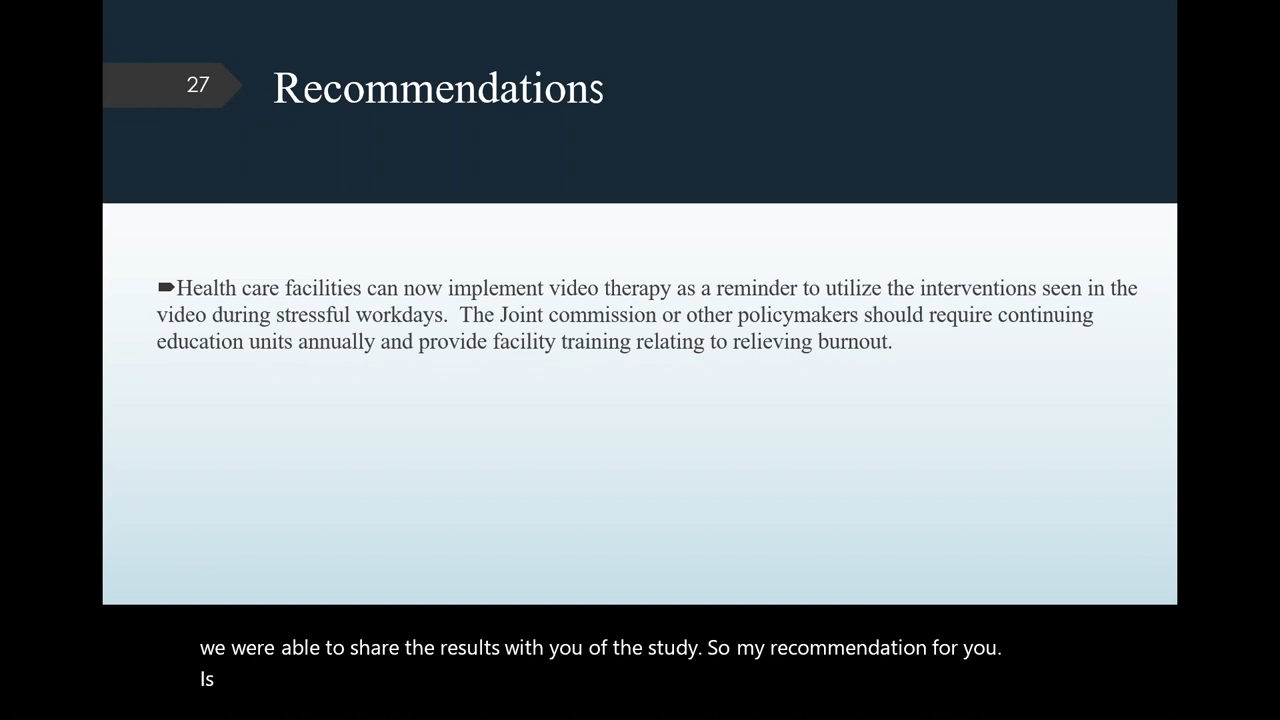 27
Recommendations
Health care facilities can now implement video therapy as a reminder to utilize the interventions seen in the
video during stressful workdays.  The Joint commission or other policymakers should require continuing
education units annually and provide facility training relating to relieving burnout.
we were able to share the results with you of the study. So my recommendation for you.
Is